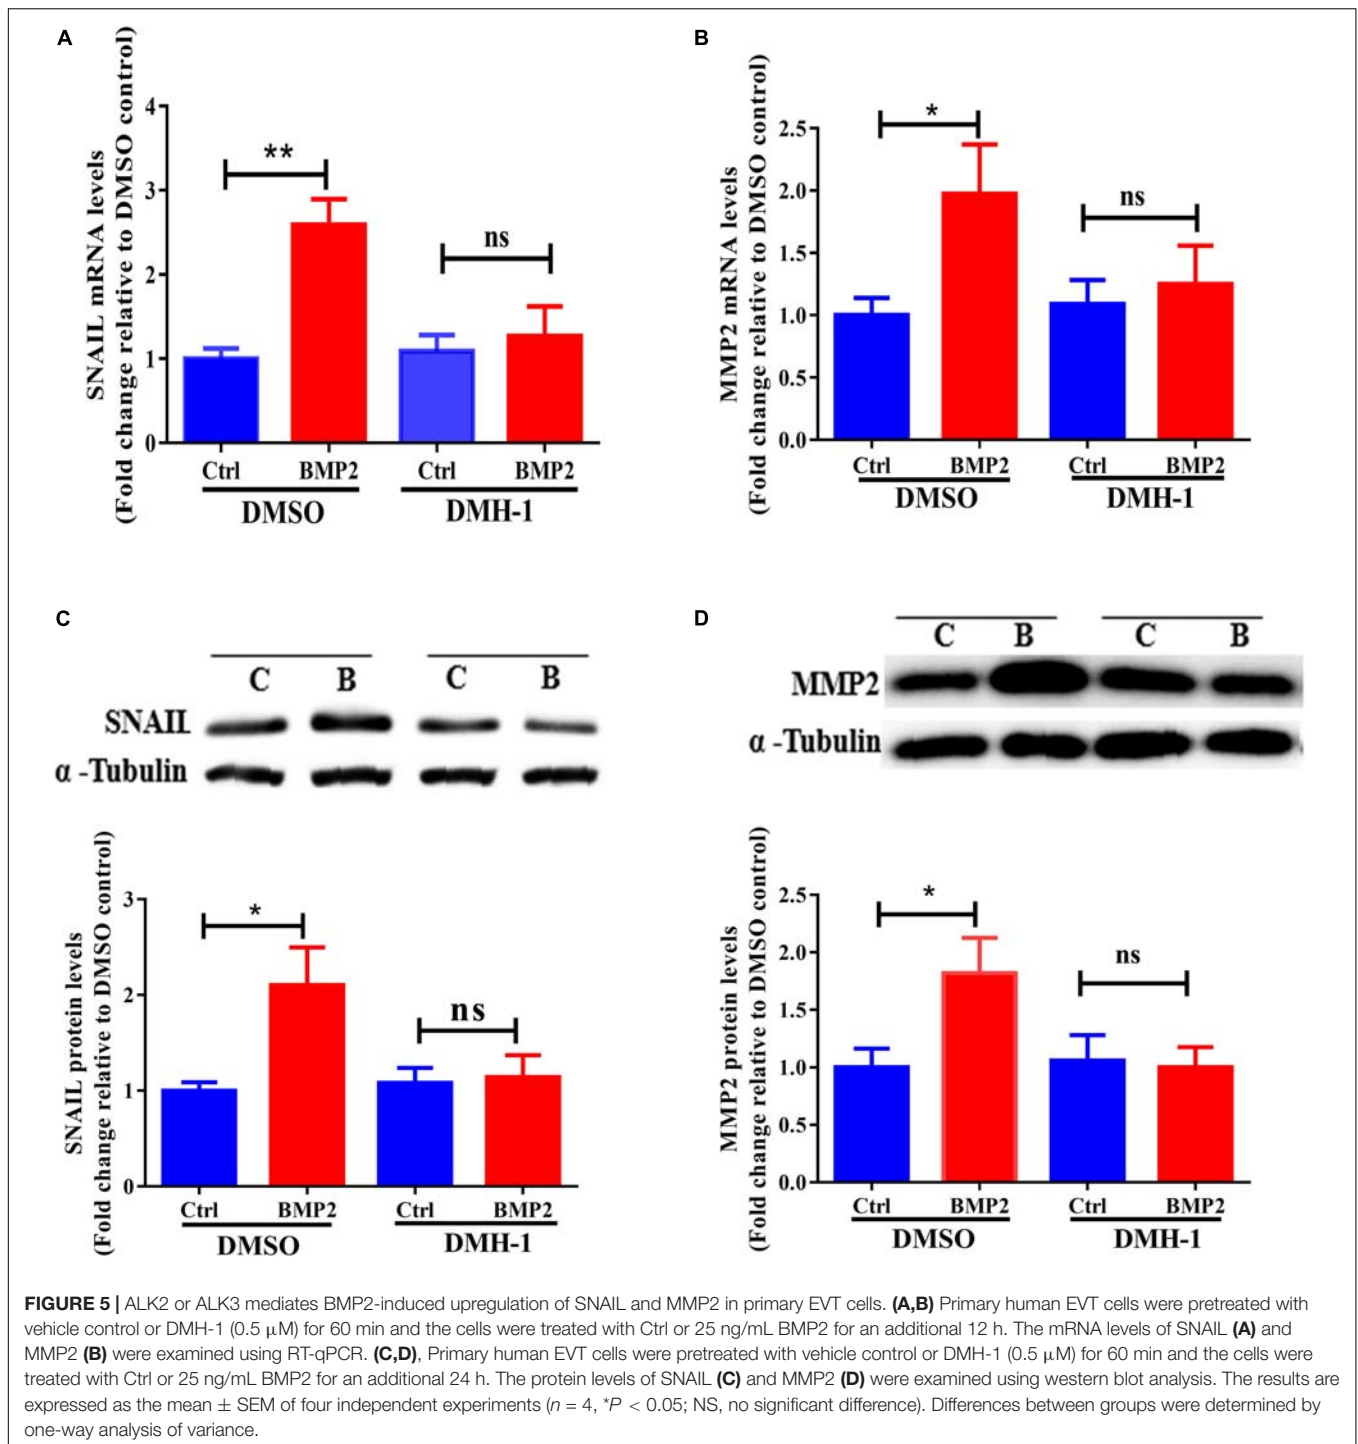 A
SNAIL mRNA levels
(Fold change relative to DMSO control)
4
3
2
1
0
**
ns
Ctrl BMP2 Ctrl BMP2
DMSO DMH-1
B
MMP2 mRNA levels
(Fold change relative to DMSO control)
2.5
2.0
1.5
1.0
0.5
0.0
*
ns
Ctrl BMP2 Ctrl BMP2
DMSO DMH-1
C
C B C B
SNAIL
α -Tubulin
SNAIL protein levels
(Fold change relative to DMSO control)
3
2
1
0
*
ns
Ctrl BMP2 Ctrl BMP2
DMSO DMH-1
D
C B C B
MMP2
α -Tubulin
MMP2 protein levels
(Fold change relative to DMSO control)
2.5
2.0
1.5
1.0
0.5
0.0
*
ns
Ctrl BMP2 Ctrl BMP2
DMSO DMH-1
FIGURE 5 | ALK2 or ALK3 mediates BMP2-induced upregulation of SNAIL and MMP2 in primary EVT cells. (A,B) Primary human EVT cells were pretreated with
vehicle control or DMH-1 (0.5 μM) for 60 min and the cells were treated with Ctrl or 25 ng/mL BMP2 for an additional 12 h. The mRNA levels of SNAIL (A) and
MMP2 (B) were examined using RT-qPCR. (C,D), Primary human EVT cells were pretreated with vehicle control or DMH-1 (0.5 μM) for 60 min and the cells were
treated with Ctrl or 25 ng/mL BMP2 for an additional 24 h. The protein levels of SNAIL (C) and MMP2 (D) were examined using western blot analysis. The results are
expressed as the mean ± SEM of four independent experiments (n = 4, *P < 0.05; NS, no significant difference). Differences between groups were determined by
one-way analysis of variance.